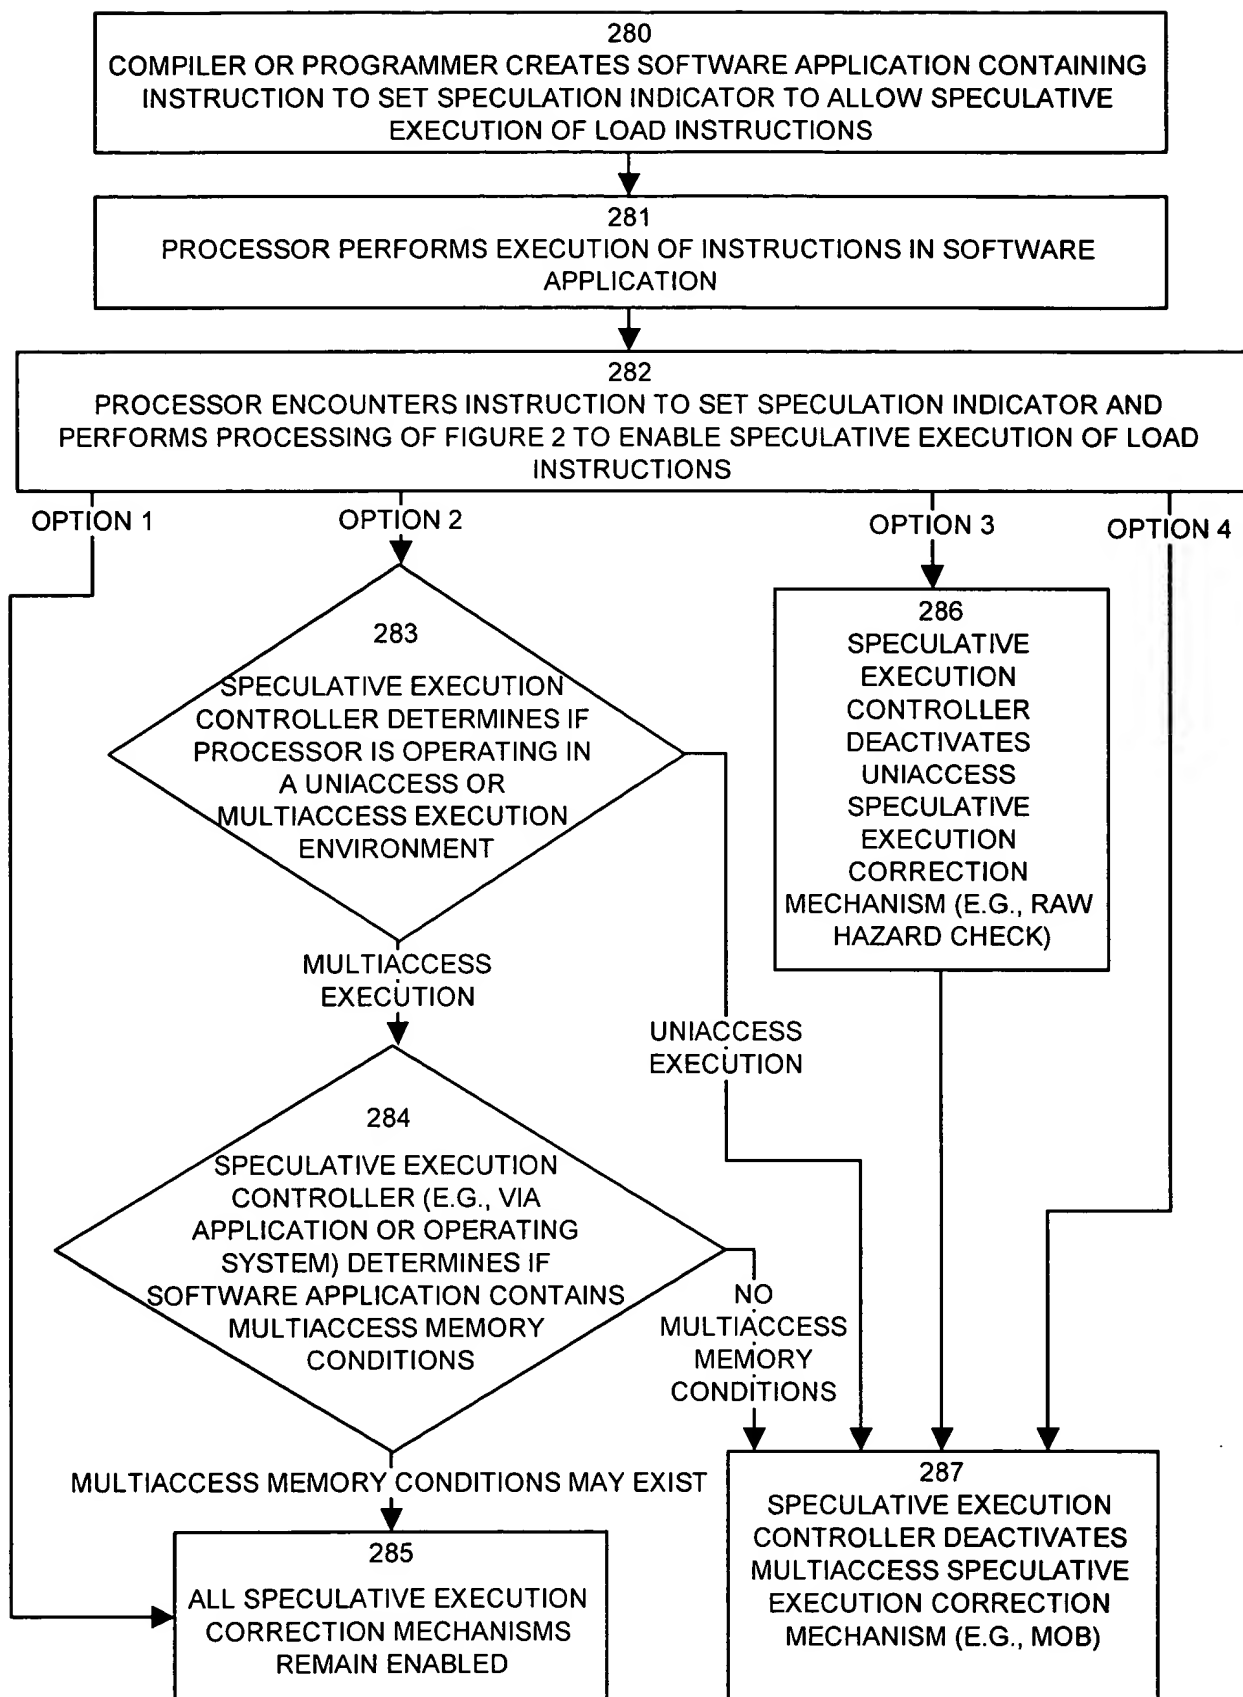 280
COMPILER OR PROGRAMMER CREATES SOFTWARE APPLICATION CONTAINING
INSTRUCTION TO SET SPECULATION INDICATOR TO ALLOW SPECULATIVE
EXECUTION OF LOAD INSTRUCTIONS
281
PROCESSOR PERFORMS EXECUTION OF INSTRUCTIONS IN SOFTWARE
APPLICATION
282
PROCESSOR ENCOUNTERS INSTRUCTION TO SET SPECULATION INDICATOR AND
PERFORMS PROCESSING OF FIGURE 2 TO ENABLE SPECULATIVE EXECUTION OF LOAD
INSTRUCTIONS
OPTION 1
OPTION 2
OPTION 3
OPTION 4
283
SPECULATIVE EXECUTION
CONTROLLER DETERMINES IF
PROCESSOR IS OPERATING IN
A UNIACCESS OR
MULTIACCESS EXECUTION
ENVIRONMENT
286
SPECULATIVE
EXECUTION
CONTROLLER
DEACTIVATES
UNIACCESS
SPECULATIVE
EXECUTION
CORRECTION
MECHANISM (E.G., RAW
HAZARD CHECK)
MULTIACCESS
EXECUTION
UNIACCESS
EXECUTION
284
SPECULATIVE EXECUTION
CONTROLLER (E.G., VIA
APPLICATION OR OPERATING
SYSTEM) DETERMINES IF
SOFTWARE APPLICATION CONTAINS
MULTIACCESS MEMORY
CONDITIONS
NO
MULTIACCESS
MEMORY
CONDITIONS
MULTIACCESS MEMORY CONDITIONS MAY EXIST
285
ALL SPECULATIVE EXECUTION
CORRECTION MECHANISMS
REMAIN ENABLED
287
SPECULATIVE EXECUTION
CONTROLLER DEACTIVATES
MULTIACCESS SPECULATIVE
EXECUTION CORRECTION
MECHANISM (E.G., MOB)